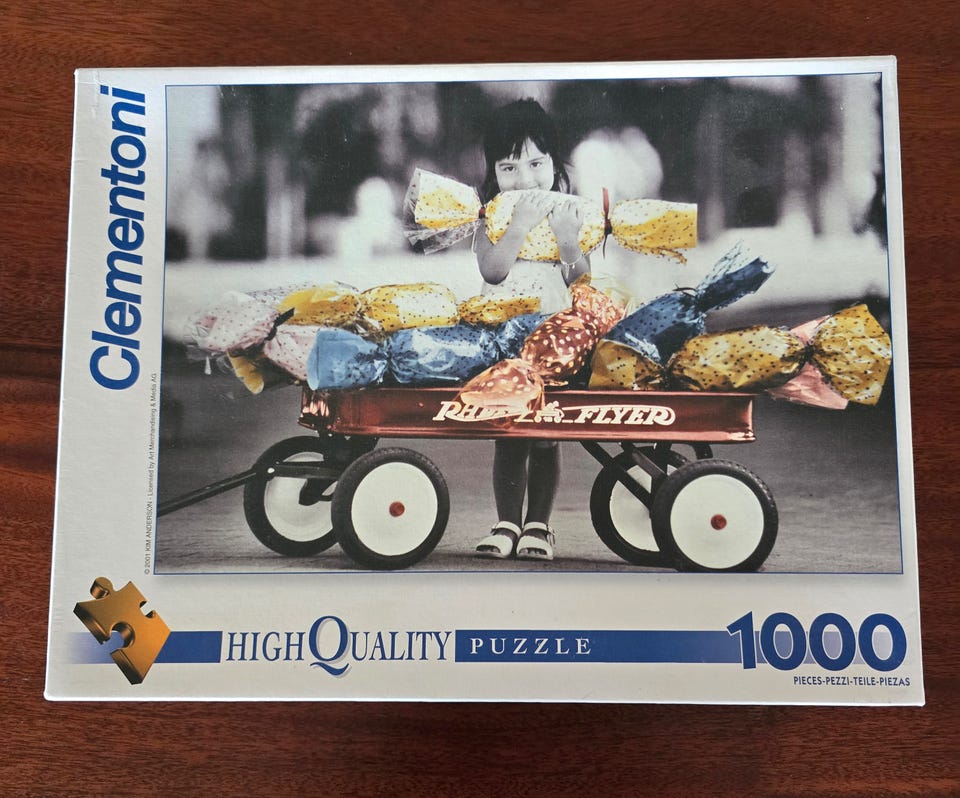 Clementoni
© 2001 KIM ANDERSON - Licensed by Art Merchandising & Media AG
FLYER
HIGH QUALITY PUZZLE
1000
PIECES-PEZZI-TEILE-PIEZAS